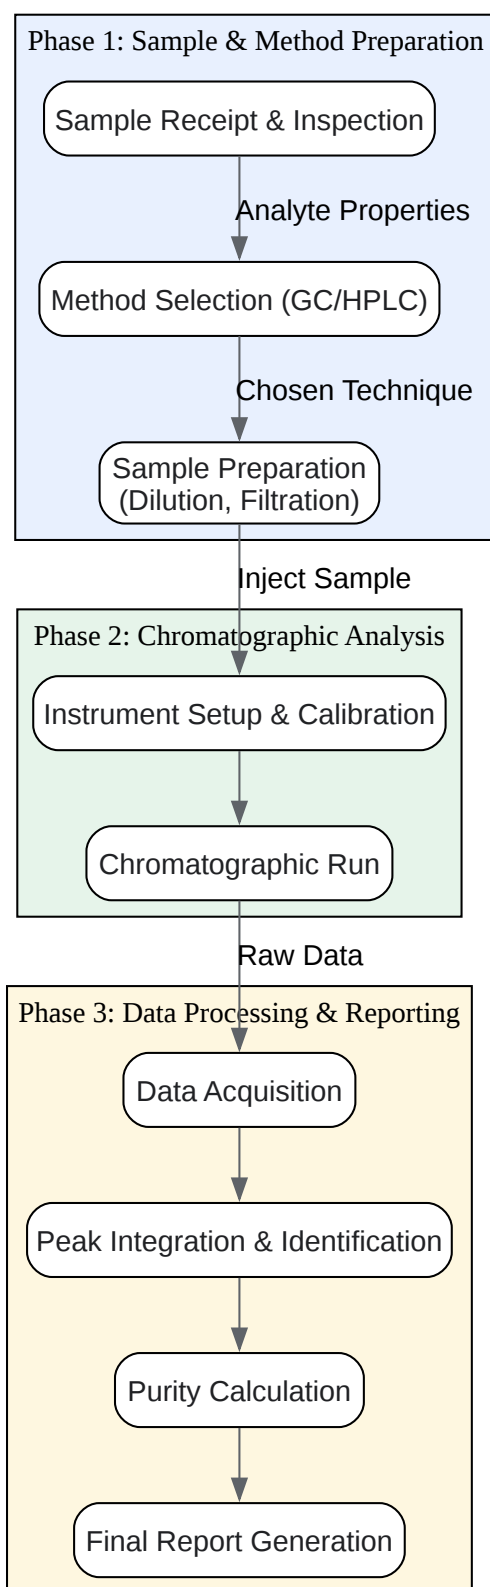 Phase 1: Sample & Method Preparation
Sample Receipt & Inspection
Analyte Properties
Method Selection (GC/HPLC)
Chosen Technique
Sample Preparation
(Dilution, Filtration)
Inject Sample
Phase 2: Chromatographic Analysis
Instrument Setup & Calibration
Chromatographic Run
Raw Data
Phase 3: Data Processing & Reporting
Data Acquisition
Peak Integration & Identification
Purity Calculation
Final Report Generation